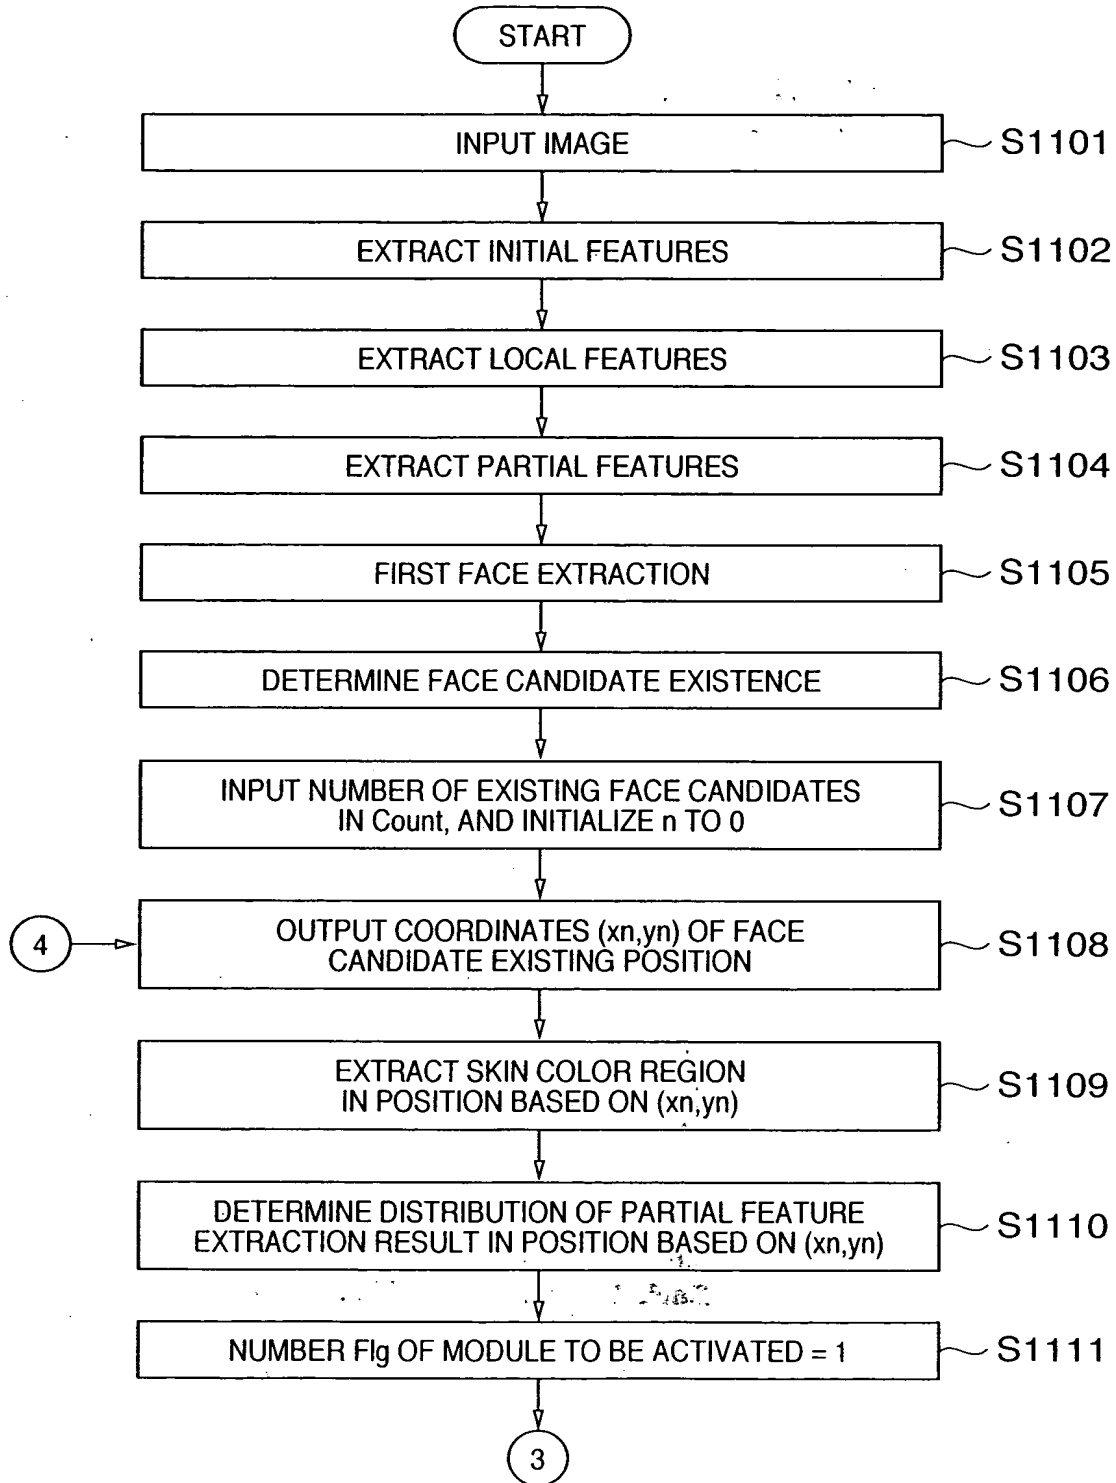 START
INPUT IMAGE
S1101
EXTRACT INITIAL FEATURES
S1102
EXTRACT LOCAL FEATURES
S1103
EXTRACT PARTIAL FEATURES
S1104
FIRST FACE EXTRACTION
S1105
DETERMINE FACE CANDIDATE EXISTENCE
S1106
INPUT NUMBER OF EXISTING FACE CANDIDATES
IN Count, AND INITIALIZE n TO 0
S1107
4
OUTPUT COORDINATES (xn,yn) OF FACE
CANDIDATE EXISTING POSITION
S1108
EXTRACT SKIN COLOR REGION
IN POSITION BASED ON (xn,yn)
S1109
DETERMINE DISTRIBUTION OF PARTIAL FEATURE
EXTRACTION RESULT IN POSITION BASED ON (xn,yn)
S1110
NUMBER Flg OF MODULE TO BE ACTIVATED = 1
S1111
3